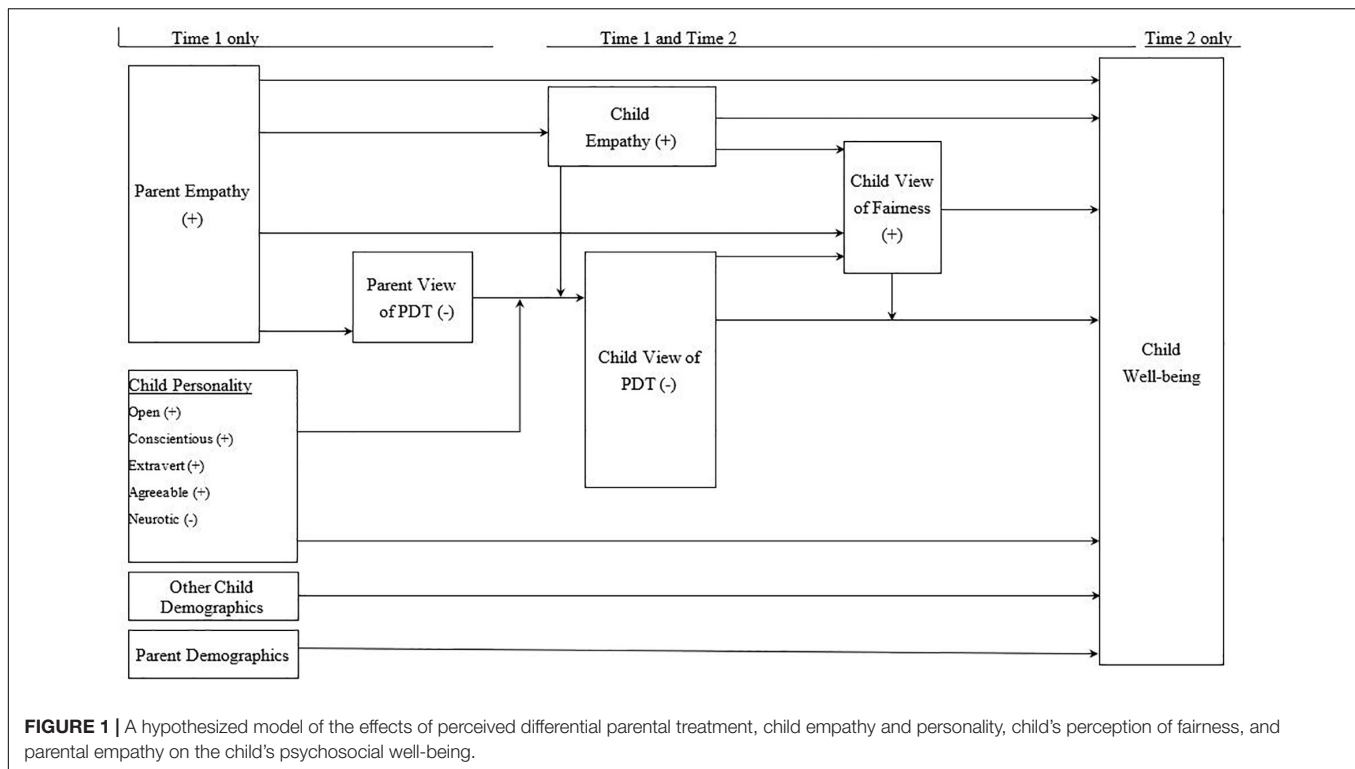 Time 1 only
Time 1 and Time 2
Time 2 only
Parent Empathy
(+)
Child
Empathy (+)
Child View
of Fairness
(+)
Parent View
of PDT (-)
Child View of
PDT (-)
Child
Well-being
Child Personality
Open (+)
Conscientious (+)
Extravert (+)
Agreeable (+)
Neurotic (-)
Other Child
Demographics
Parent Demographics
FIGURE 1 | A hypothesized model of the effects of perceived differential parental treatment, child empathy and personality, child's perception of fairness, and
parental empathy on the child's psychosocial well-being.